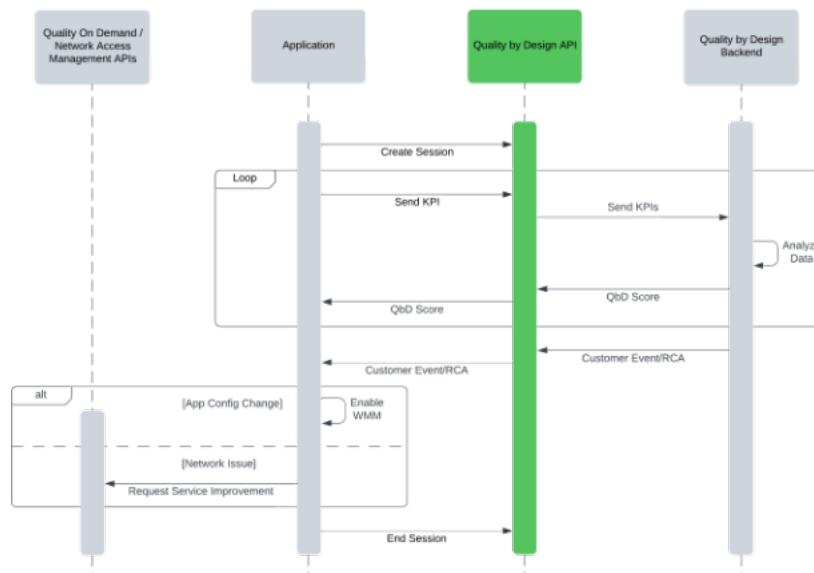 Quality On Demand /
Network Access
Management APIs
Application
Quality by Design API
Quality by Design
Backend
Create Session
Loop
Send KPI
Send KPIs
Analyz
Data
QbD Score
QbD Score
Customer Event/RCA
Customer Event/RCA
alt
[App Config Change]
Enable
WMM
[Network Issue]
Request Service Improvement
End Session